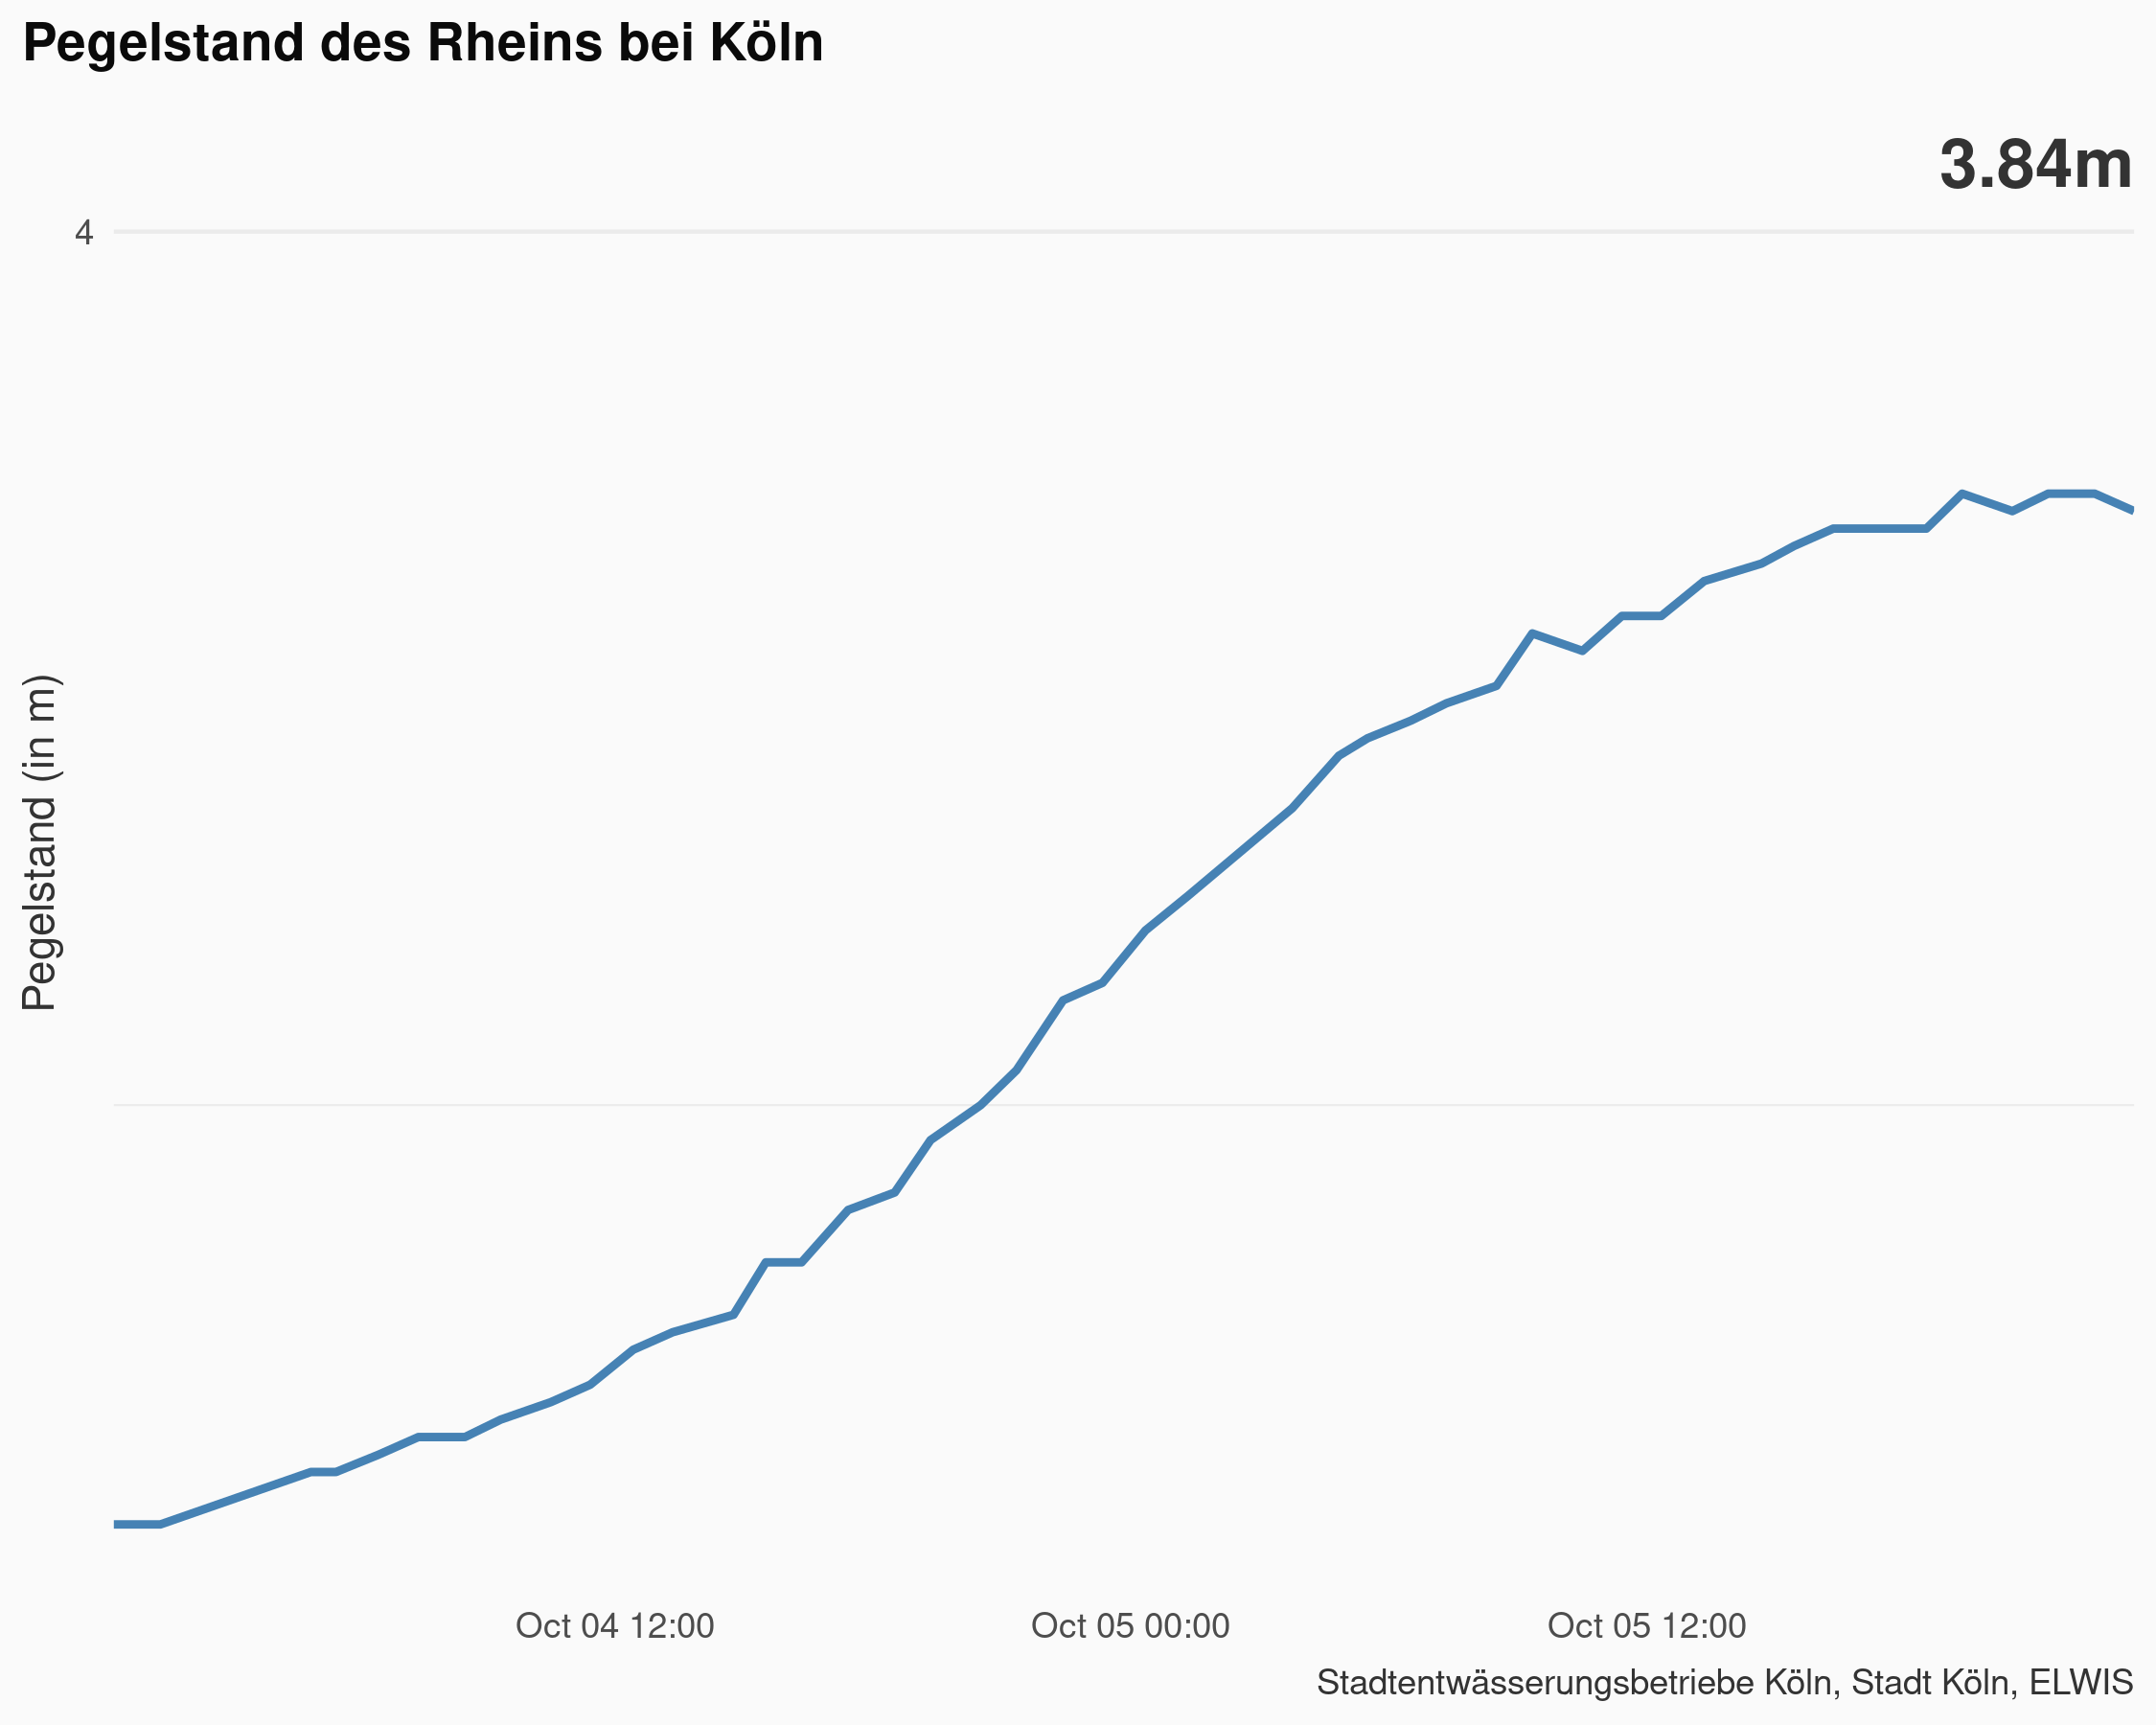 Pegelstand des Rheins bei Köln
3.84m
4
Pegelstand (in m)
Oct 04 12:00
Oct 05 00:00
Oct 05 12:00
Stadtentwässerungsbetriebe Köln, Stadt Köln, ELWIS